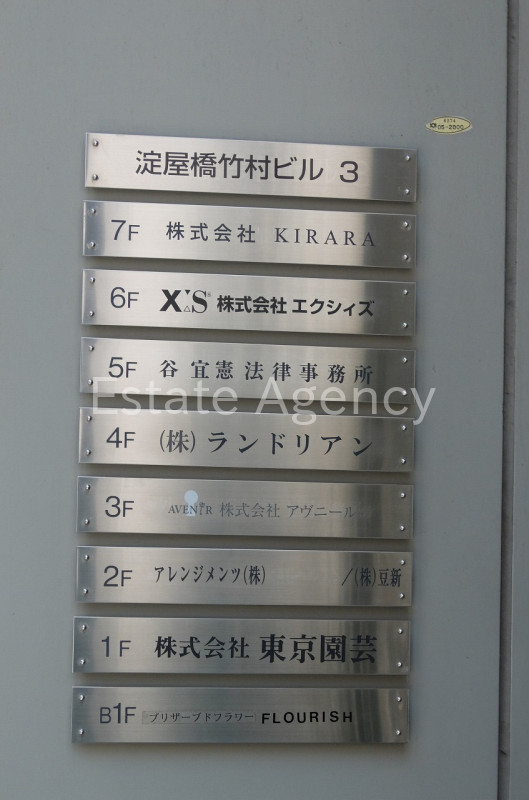 05-2000
淀屋橋竹村ビル 3
7F 株式会社 KIRARA
6F X'S 株式会社 エクシィズ
5F 谷 宜憲法律事務所
Estate Agency
4F (株)ランドリアン
3F AVENIR 株式会社 アヴニール
2F アレンジメンツ(株) /(株)豆新
1F 株式会社 東京園芸
B1F プリザーブドフラワー FLOURISH